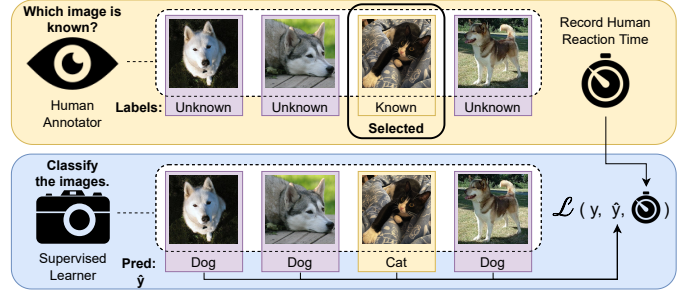 Which image is
known?
Human
Annotator
Labels:
Unknown
Unknown
Known
Unknown
Selected
Record Human
Reaction Time
Classify
the images.
Supervised
Learner
Pred:
ŷ
Dog
Dog
Cat
Dog
ℒ ( y, ŷ, )